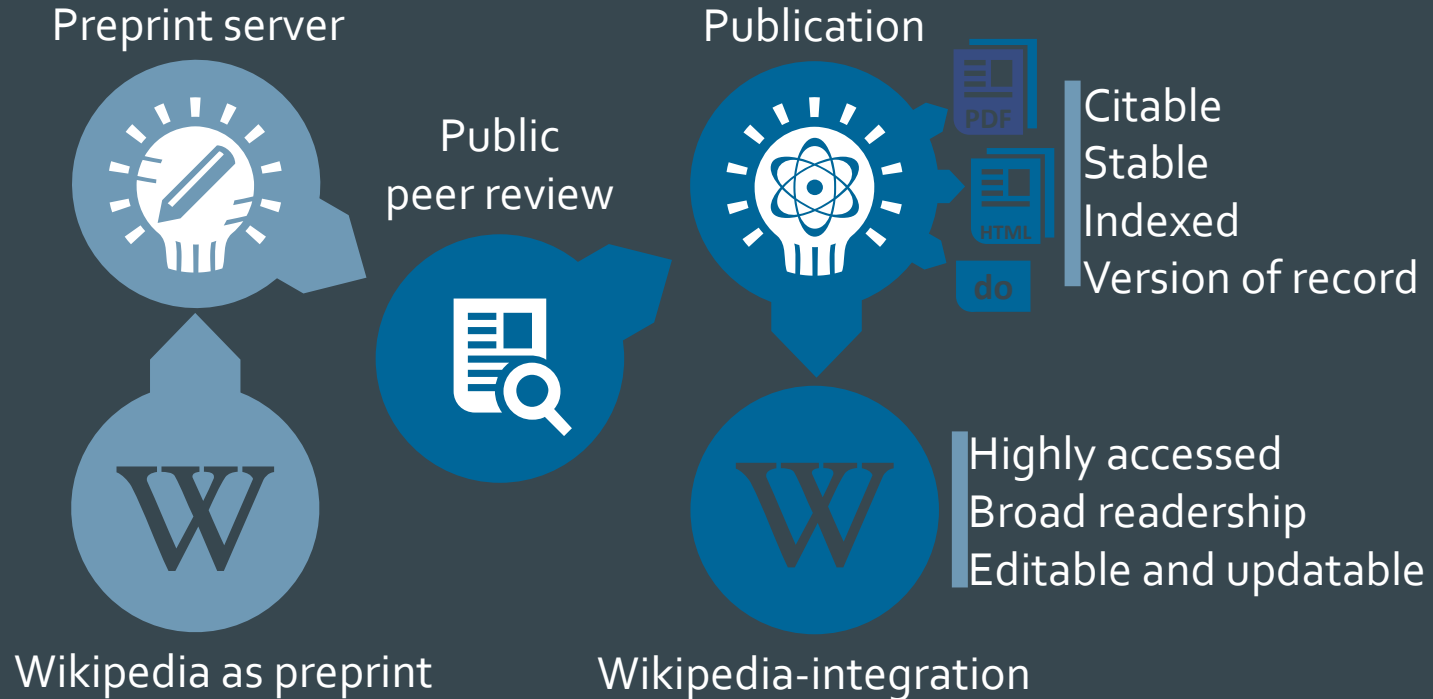 Preprint server
Public
peer review
Publication
PDF
HTML
do
Citable
Stable
Indexed
Version of record
W
Wikipedia as preprint
W
Highly accessed
Broad readership
Editable and updatable
Wikipedia-integration